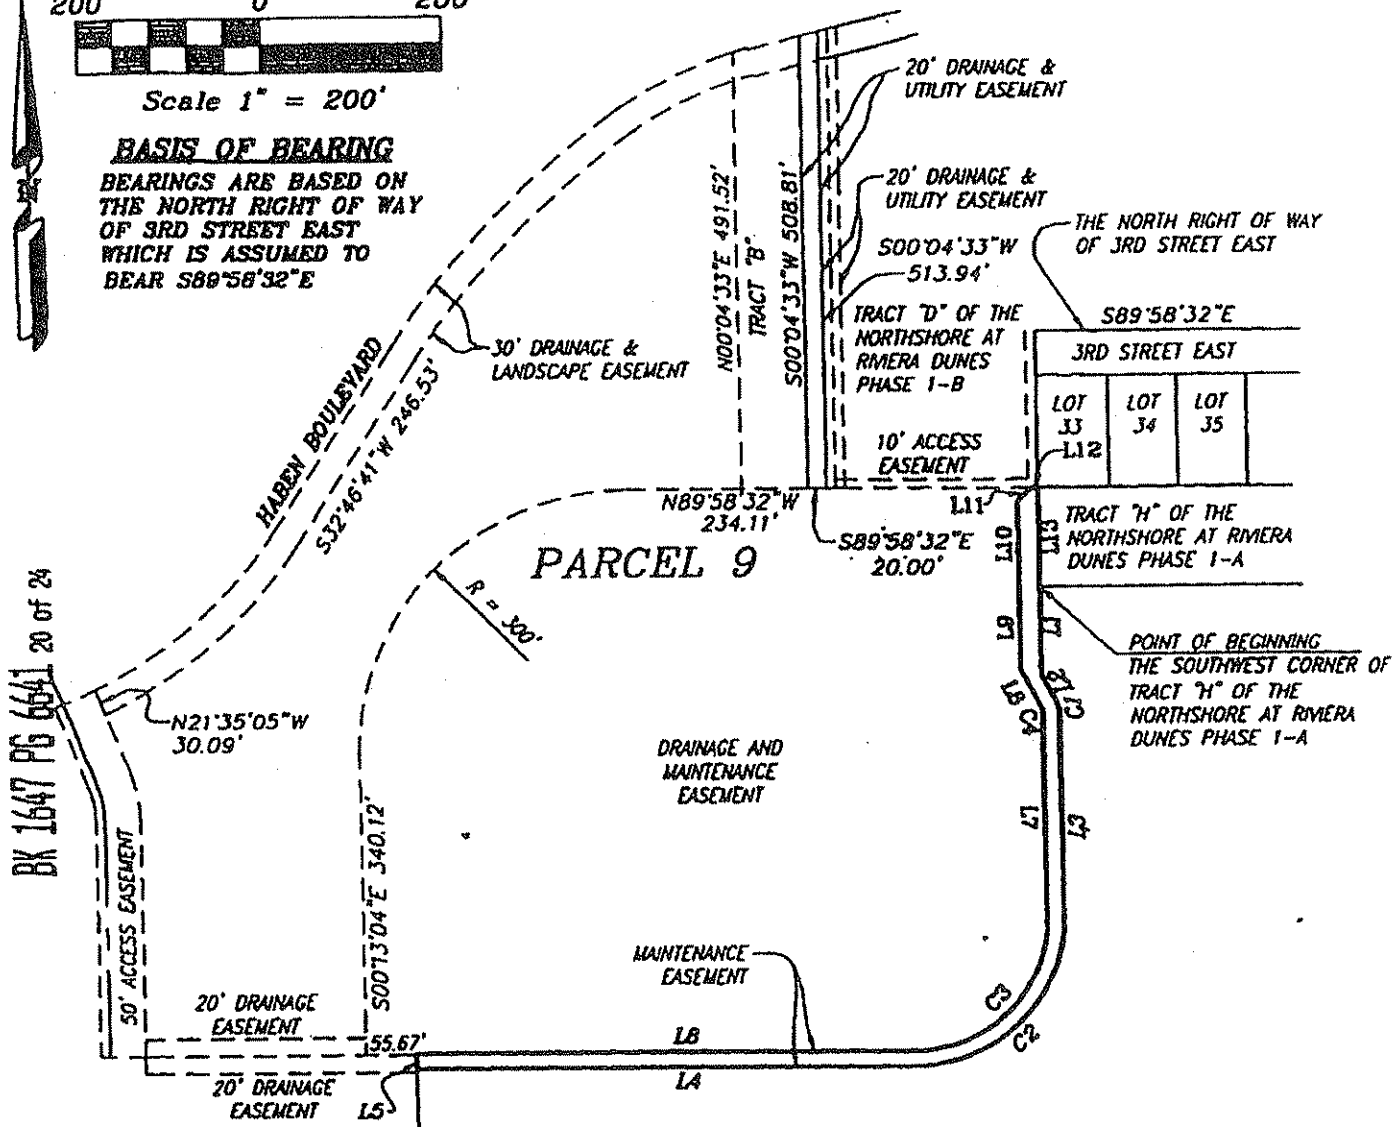 200 0 200
Scale 1" = 200'
BASIS OF BEARING
BEARINGS ARE BASED ON
THE NORTH RIGHT OF WAY
OF 3RD STREET EAST
WHICH IS ASSUMED TO
BEAR S89°58'32"E
20' DRAINAGE &
UTILITY EASEMENT
20' DRAINAGE &
UTILITY EASEMENT
S00°04'33"W
513.94'
THE NORTH RIGHT OF WAY
OF 3RD STREET EAST
S89°58'32"E
3RD STREET EAST
LOT
33
LOT
34
LOT
35
L12
N00°04'33"E 491.52'
TRACT "B"
S00°04'33"W 508.81'
TRACT "D" OF THE
NORTHSHORE AT
RIVIERA DUNES
PHASE 1-B
10' ACCESS
EASEMENT
30' DRAINAGE &
LANDSCAPE EASEMENT
HABEN BOULEVARD
S32°46'41"W 246.53'
N89°58'32"W
234.11'
S89°58'32"E
20.00'
L11
L10
L13
TRACT "H" OF THE
NORTHSHORE AT RIVIERA
DUNES PHASE 1-A
PARCEL 9
R = 300'
L9
L1
POINT OF BEGINNING
THE SOUTHWEST CORNER OF
TRACT "H" OF THE
NORTHSHORE AT RIVIERA
DUNES PHASE 1-A
L8
C4
L2
C1
BK 1647 PG 6641 20 of 24
N21°35'05"W
30.09'
DRAINAGE AND
MAINTENANCE
EASEMENT
L7
L3
50' ACCESS EASEMENT
S00°13'04"E 340.12'
MAINTENANCE
EASEMENT
C3
C2
20' DRAINAGE
EASEMENT
55.67'
L6
L4
20' DRAINAGE
EASEMENT
L5